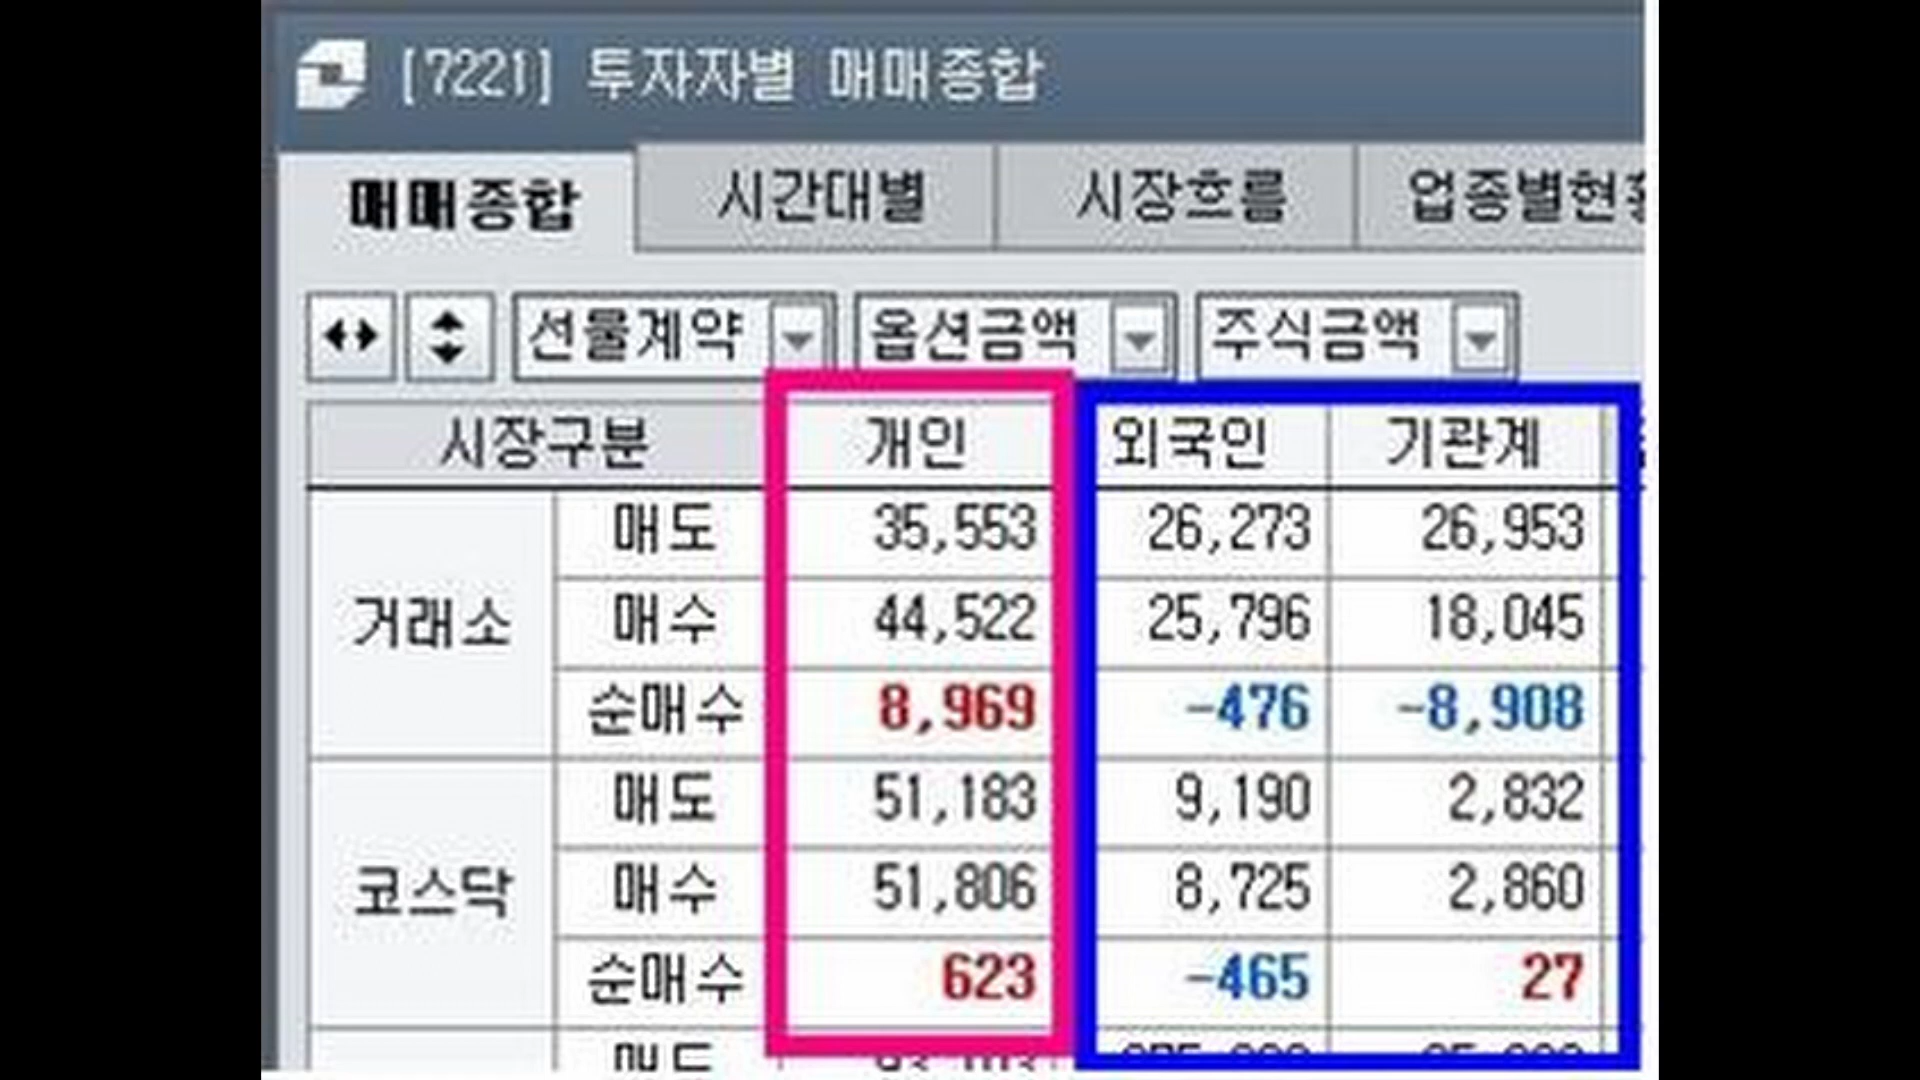 [7221] 투자자별 매매종합
매매종합 시간대별 시장흐름 업종별현황
선물계약 옵션금액 주식금액
시장구분 개인 외국인 기관계
매도 35,553 26,273 26,953
거래소 매수 44,522 25,796 18,045
순매수 8,969 -476 -8,908
매도 51,183 9,190 2,832
코스닥 매수 51,806 8,725 2,860
순매수 623 -465 27
매도